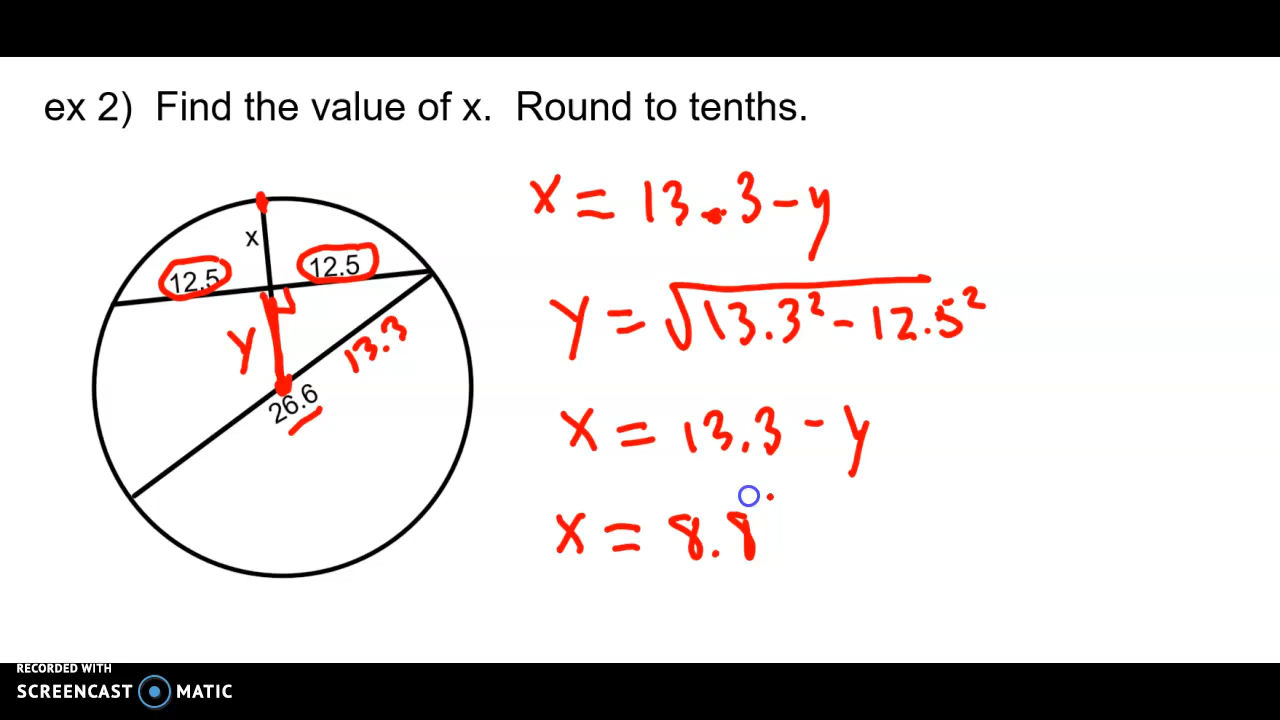 ex 2) Find the value of x. Round to tenths.
x = 13.3 - y
x
12.5
12.5
y = √13.3² - 12.5²
y
13.3
26.6
x = 13.3 - y
x = 8.8
RECORDED WITH
SCREENCAST MATIC